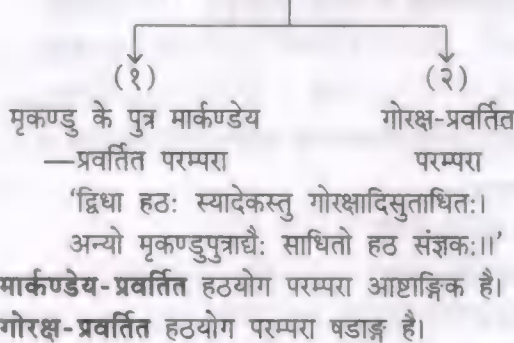 (१) (२)
मृकण्डु के पुत्र मार्कण्डेय गोरक्ष-प्रवर्तित
—प्रवर्तित परम्परा परम्परा
'द्विधा हठः स्यादेकस्तु गोरक्षादिसुताधितः।
अन्यो मृकण्डुपुत्राद्यैः साधितो हठ संज्ञकः।।'
मार्कण्डेय-प्रवर्तित हठयोग परम्परा आष्टाङ्गिक है।
गोरक्ष-प्रवर्तित हठयोग परम्परा षडाङ्ग है।